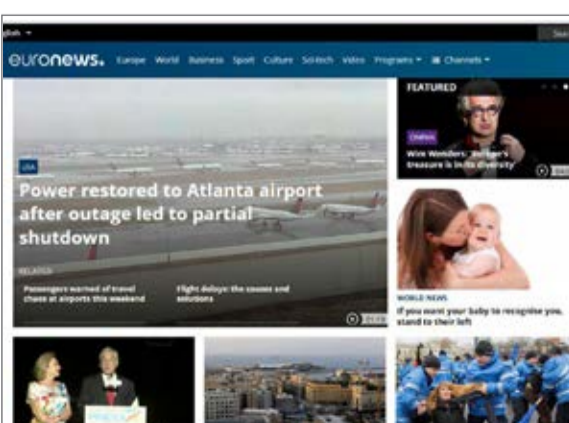 euronews.
Europe World Business Sport Culture Sci-tech Video Programs Channels
USA
Power restored to Atlanta airport
after outage led to partial
shutdown
RELATED
Passengers warned of travel
chaos at airports this weekend
Flight delays: the causes and
solutions
FEATURED
CINEMA
Wim Wenders: 'Europe's
treasure is in its diversity'
WORLD NEWS
If you want your baby to recognise you,
stand to their left